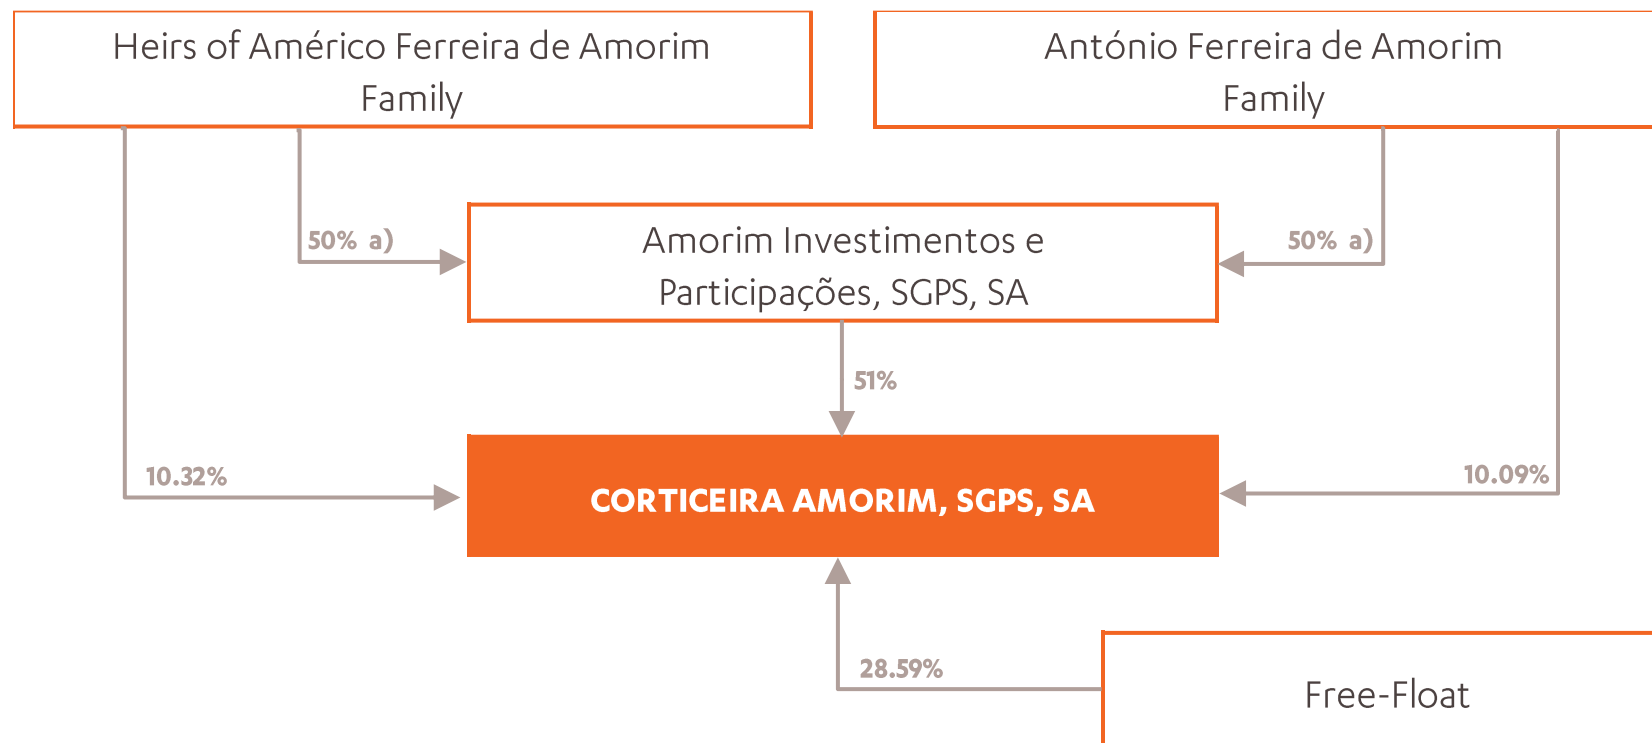 Heirs of Américo Ferreira de Amorim
Family
António Ferreira de Amorim
Family
50% a)
Amorim Investimentos e
Participações, SGPS, SA
50% a)
51%
10.32%
CORTICEIRA AMORIM, SGPS, SA
10.09%
28.59%
Free-Float